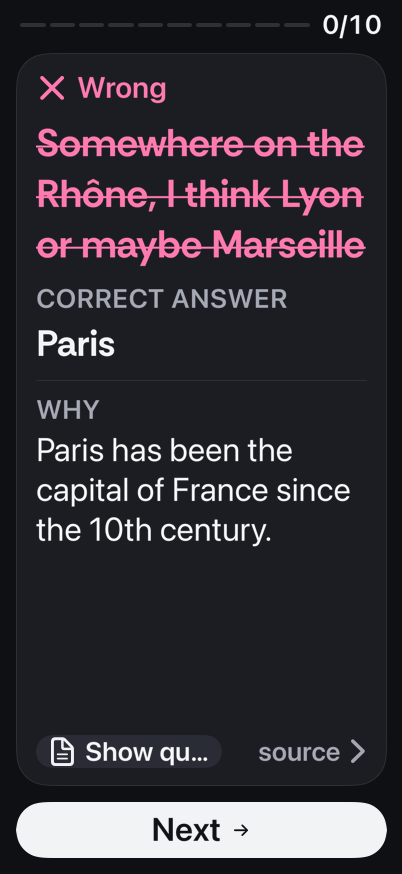 0/10
Wrong
Somewhere on the
Rhône, I think Lyon
or maybe Marseille
CORRECT ANSWER
Paris
WHY
Paris has been the
capital of France since
the 10th century.
Show qu...
source
Next →